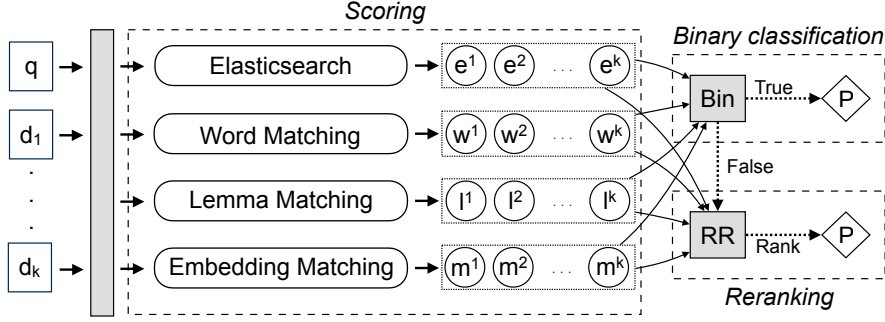 Scoring
Binary classification
q
Elasticsearch
e¹ e² ... eᵏ
Bin
True
P
d₁
Word Matching
w¹ w² ... wᵏ
False
.
.
.
Lemma Matching
l¹ l² ... lᵏ
RR
Rank
P
dₖ
Embedding Matching
m¹ m² ... mᵏ
Reranking